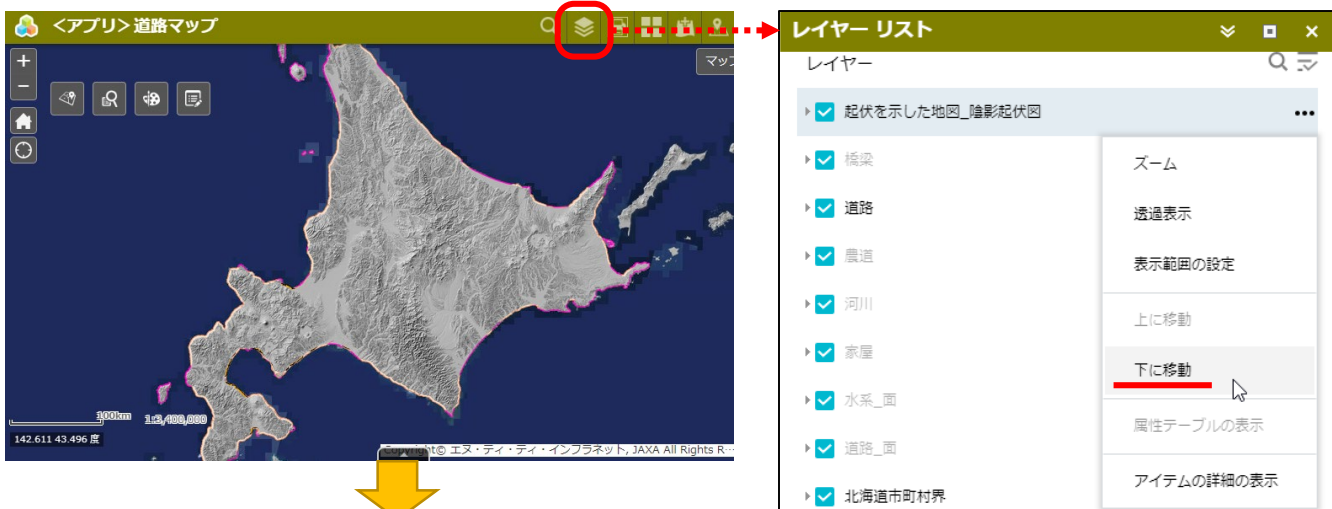 <アプリ> 道路マップ
+
−
100km
1:3,400,000
142.611 43.496 度
Copyright© エヌ・ティ・ティ・インフラネット, JAXA All Rights R…
レイヤー リスト
レイヤー
起伏を示した地図_陰影起伏図
橋梁
道路
農道
河川
家屋
水系_面
道路_面
北海道市町村界
ズーム
透過表示
表示範囲の設定
上に移動
下に移動
属性テーブルの表示
アイテムの詳細の表示